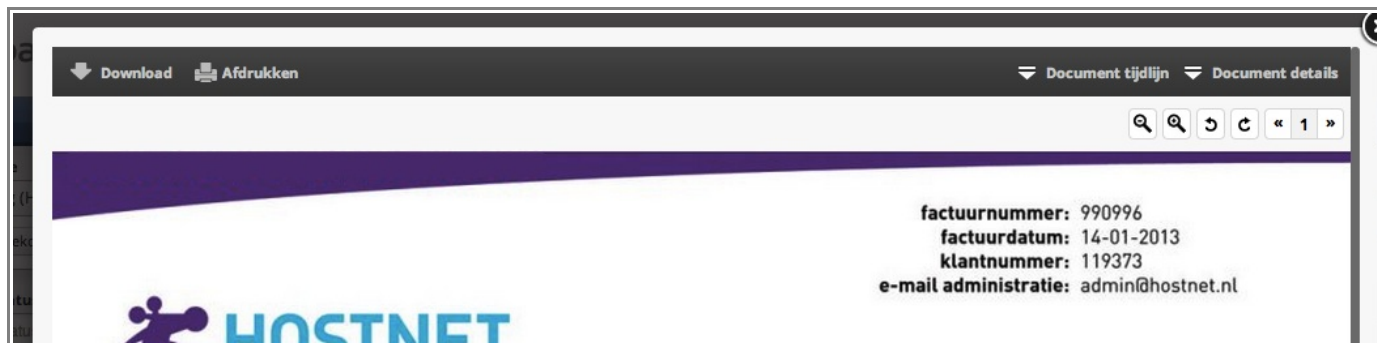 Download Afdrukken Document tijdlijn Document details
« 1 »
factuurnummer: 990996
factuurdatum: 14-01-2013
klantnummer: 119373
e-mail administratie: admin@hostnet.nl
HOSTNET